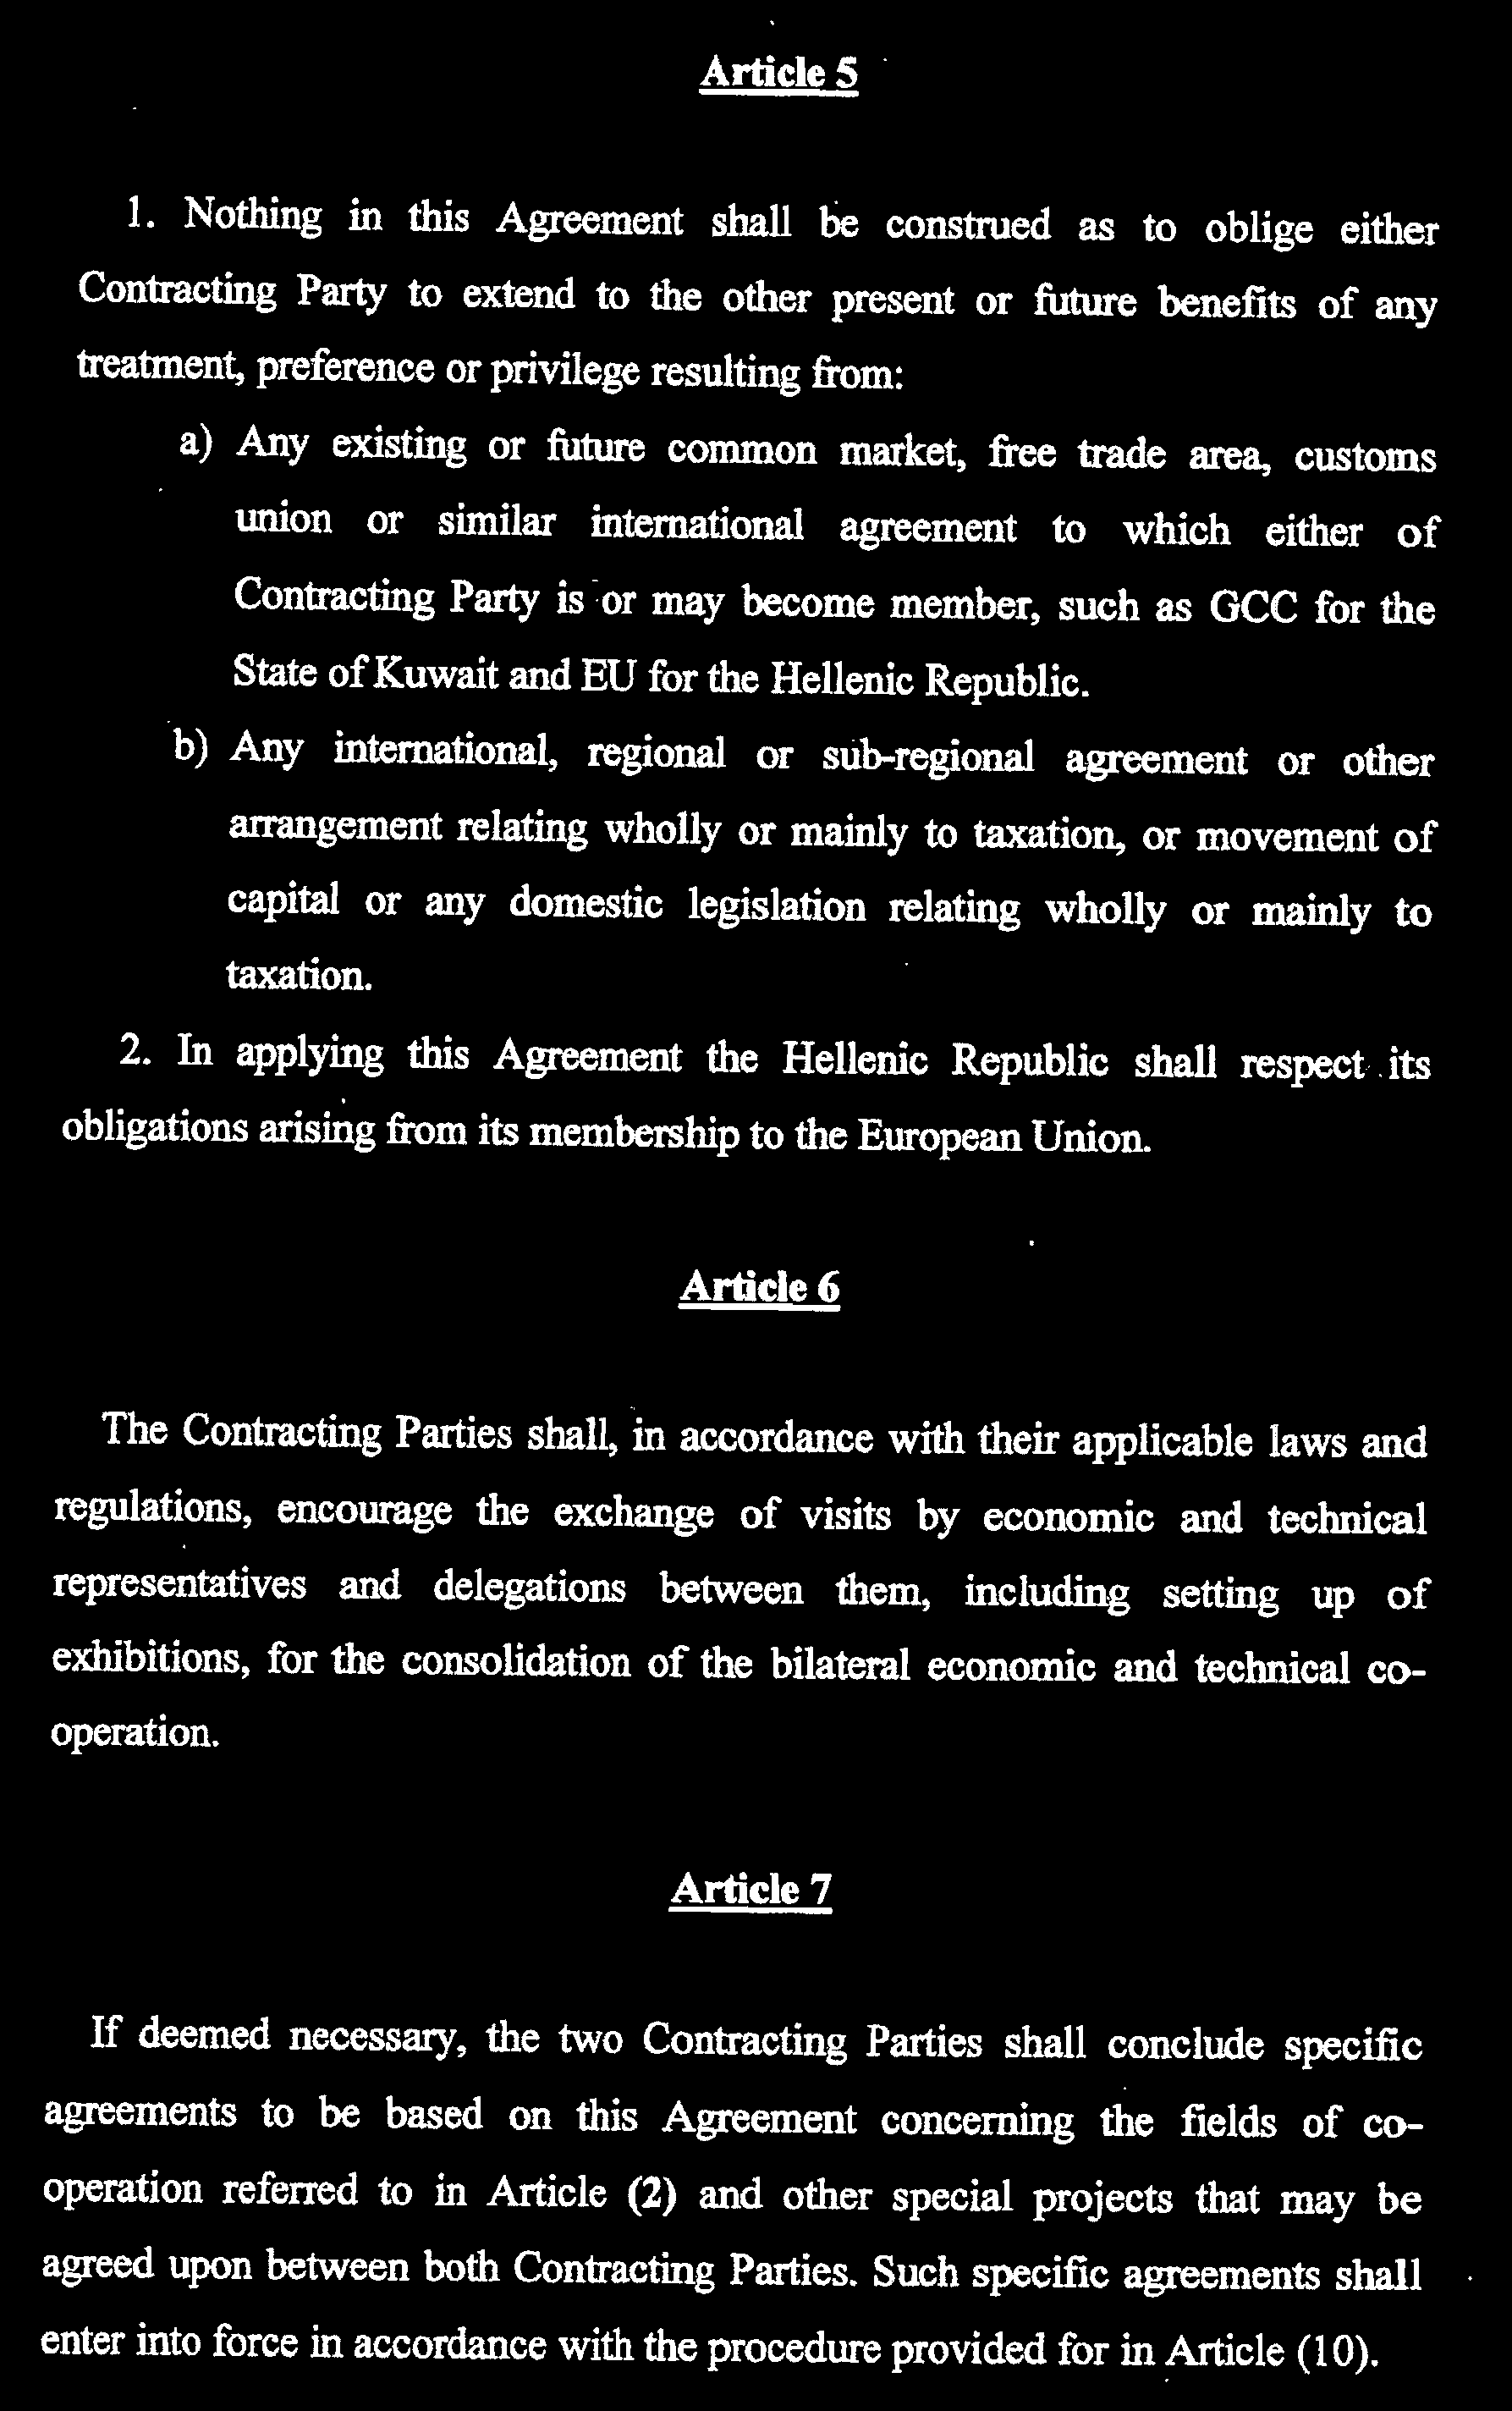 Article 5
1. Nothing in this Agreement shall be construed as to oblige either
Contracting Party to extend to the other present or future benefits of any
treatment, preference or privilege resulting from:
a) Any existing or future common market, free trade area, customs
union or similar international agreement to which either of
Contracting Party is or may become member, such as GCC for the
State of Kuwait and EU for the Hellenic Republic.
b) Any international, regional or sub-regional agreement or other
arrangement relating wholly or mainly to taxation, or movement of
capital or any domestic legislation relating wholly or mainly to
taxation.
2. In applying this Agreement the Hellenic Republic shall respect its
obligations arising from its membership to the European Union.
Article 6
The Contracting Parties shall, in accordance with their applicable laws and
regulations, encourage the exchange of visits by economic and technical
representatives and delegations between them, including setting up of
exhibitions, for the consolidation of the bilateral economic and technical co-
operation.
Article 7
If deemed necessary, the two Contracting Parties shall conclude specific
agreements to be based on this Agreement concerning the fields of co-
operation referred to in Article (2) and other special projects that may be
agreed upon between both Contracting Parties. Such specific agreements shall
enter into force in accordance with the procedure provided for in Article (10).